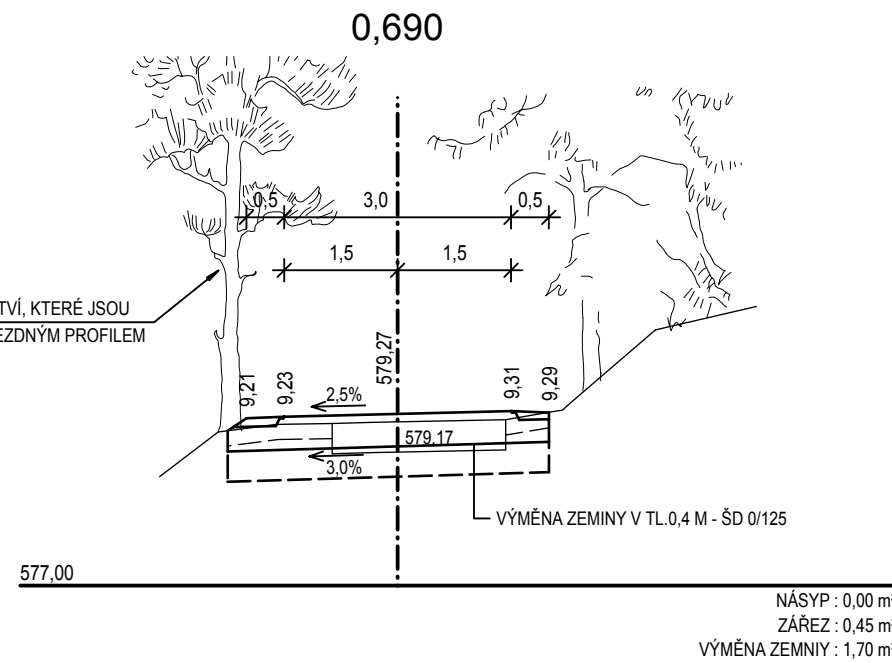 0,690
0,5
3,0
0,5
1,5
1,5
TVÍ, KTERÉ JSOU
EZDNÝM PROFILEM
579,27
9,21
9,23
9,31
9,29
2,5%
579,17
3,0%
VÝMĚNA ZEMINY V TL.0,4 M - ŠD 0/125
577,00
NÁSYP : 0,00 m²
ZÁŘEZ : 0,45 m²
VÝMĚNA ZEMNIY : 1,70 m²